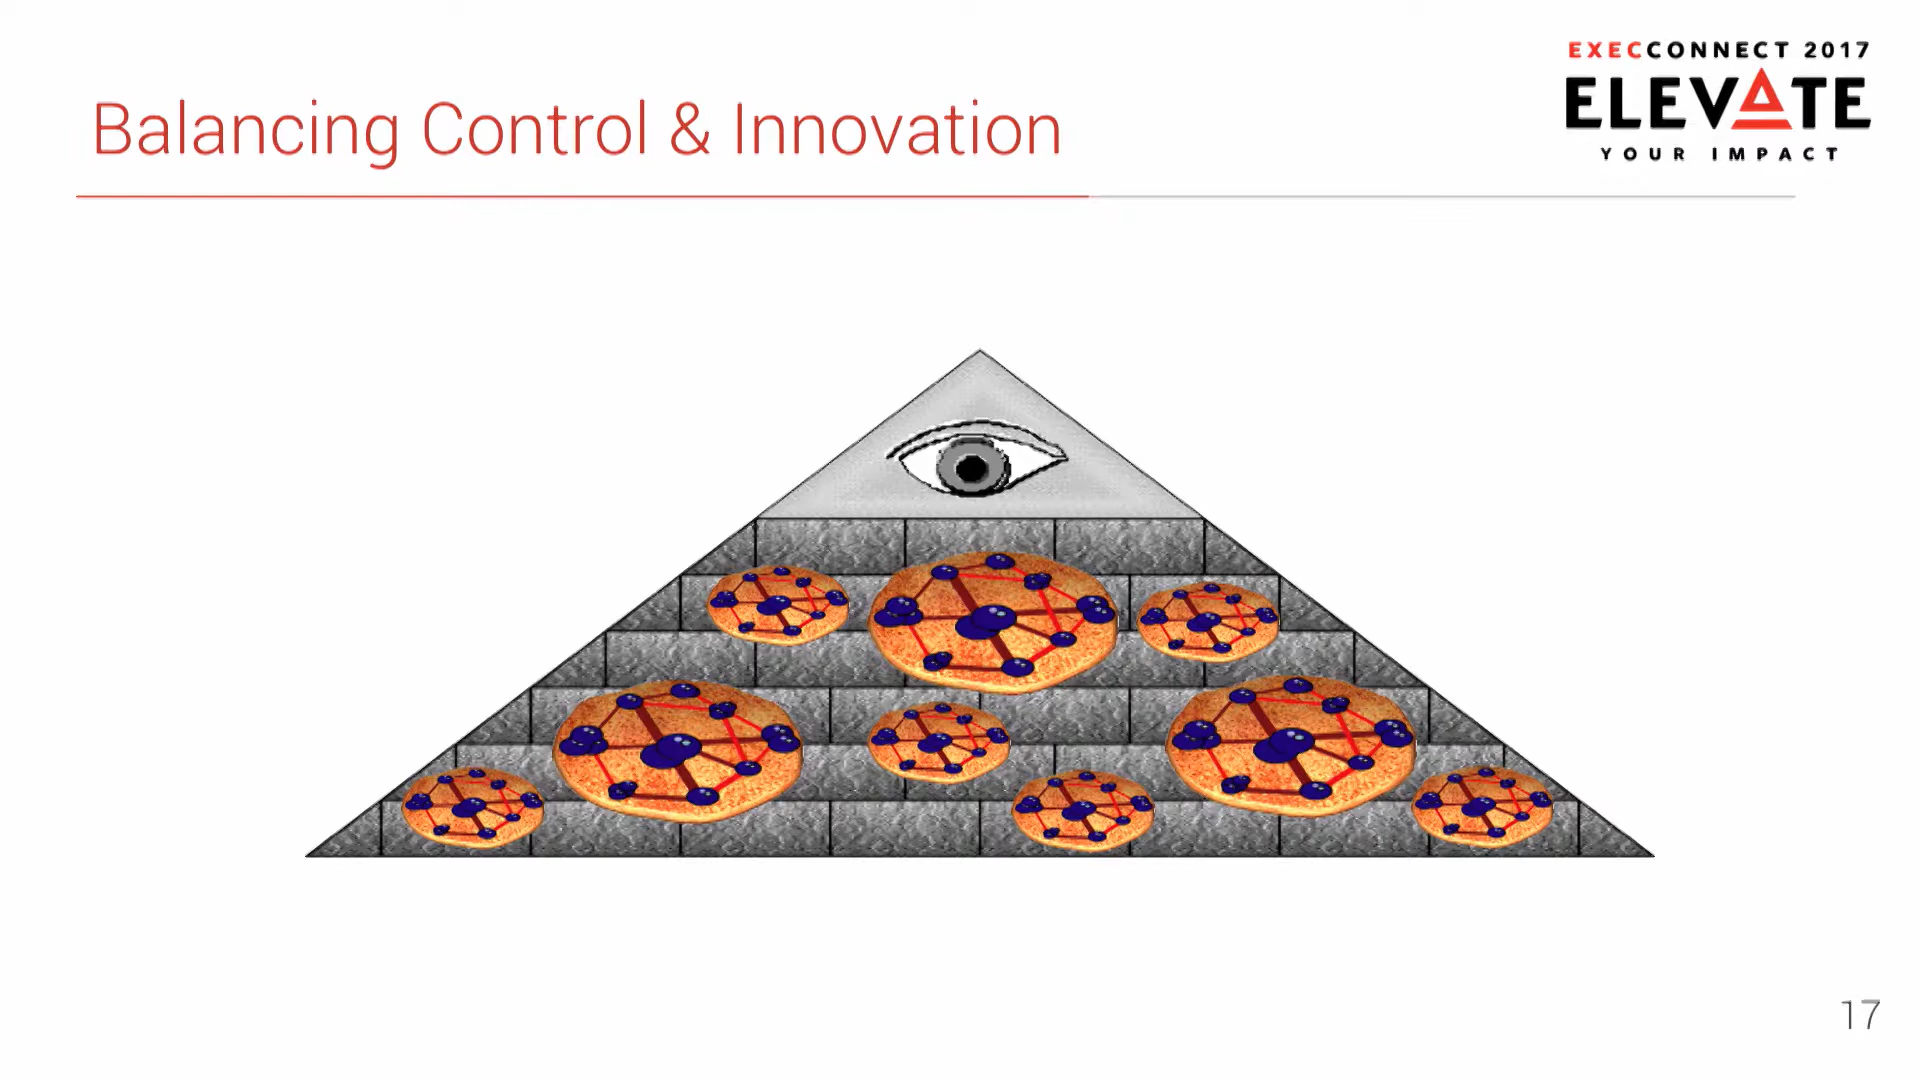 Balancing Control & Innovation
EXECCONNECT 2017
ELEVATE
YOUR IMPACT
17